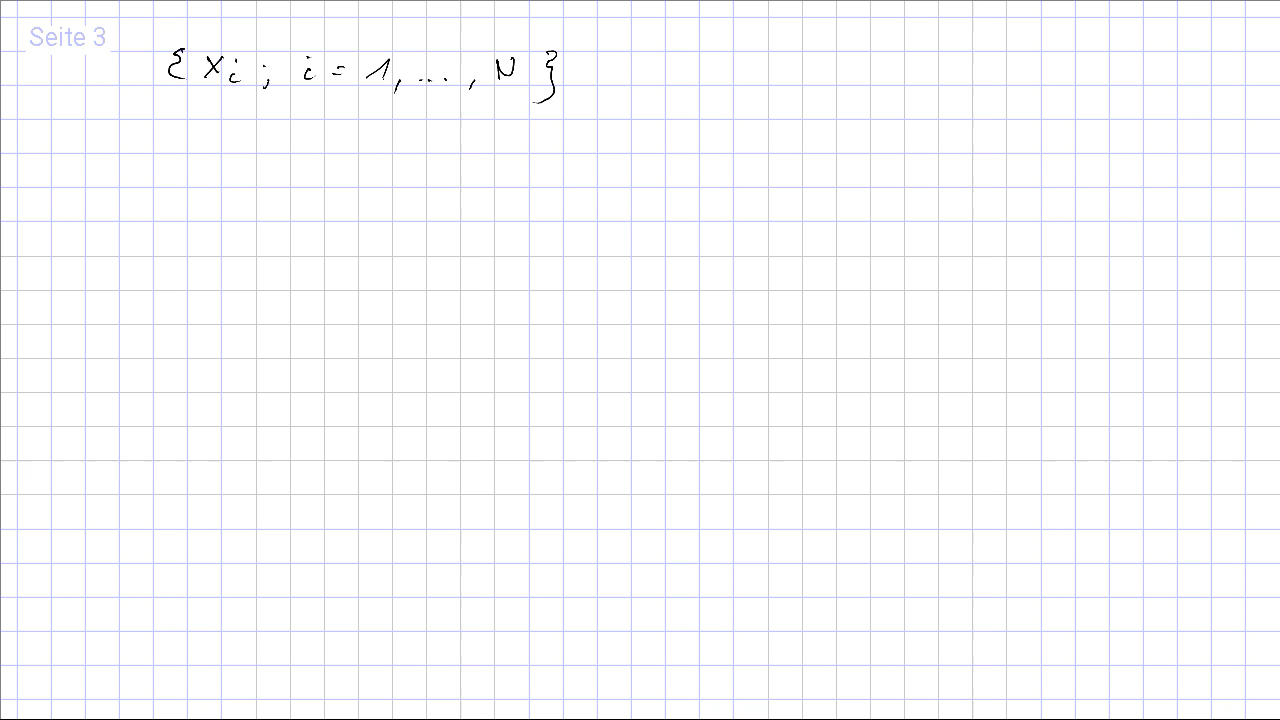 Seite 3
{ x_i ; i = 1, ..., N }